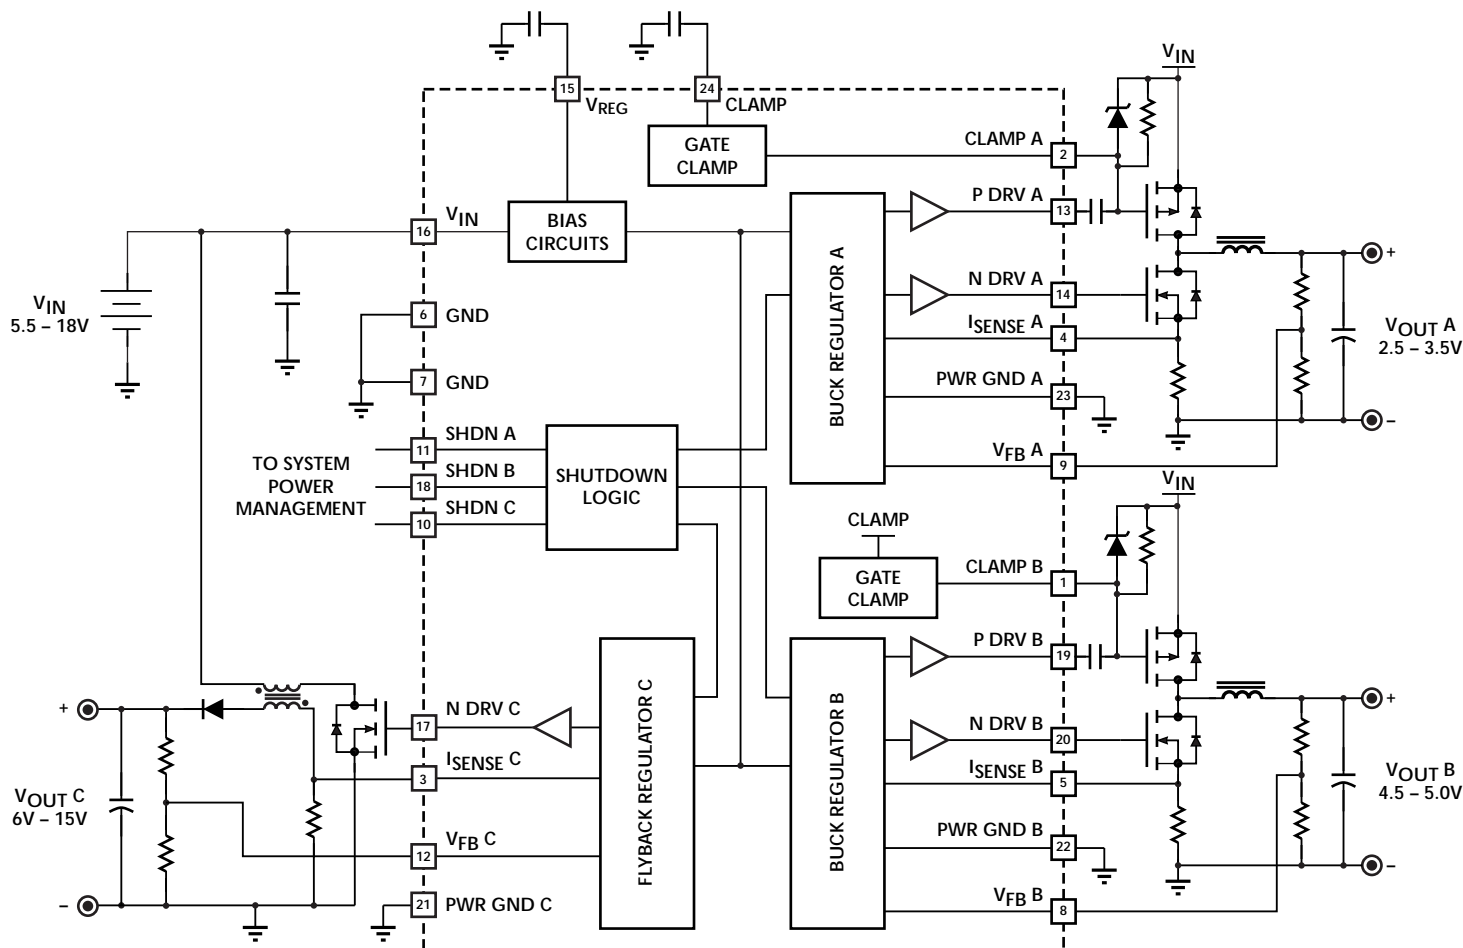 15
VREG
24
CLAMP
GATE
CLAMP
VIN
CLAMP A
2
P DRV A
13
VIN
16
BIAS
CIRCUITS
BUCK REGULATOR A
N DRV A
14
ISENSE A
4
PWR GND A
23
VFB A
9
+
VOUT A
2.5 – 3.5V
–
VIN
5.5 – 18V
6
GND
7
GND
TO SYSTEM
POWER
MANAGEMENT
SHDN A
11
SHDN B
18
SHDN C
10
SHUTDOWN
LOGIC
CLAMP
GATE
CLAMP
VIN
CLAMP B
1
P DRV B
19
BUCK REGULATOR B
N DRV B
20
ISENSE B
5
PWR GND B
22
VFB B
8
+
VOUT B
4.5 – 5.0V
–
FLYBACK REGULATOR C
N DRV C
17
ISENSE C
3
VFB C
12
21
PWR GND C
+
VOUT C
6V – 15V
–